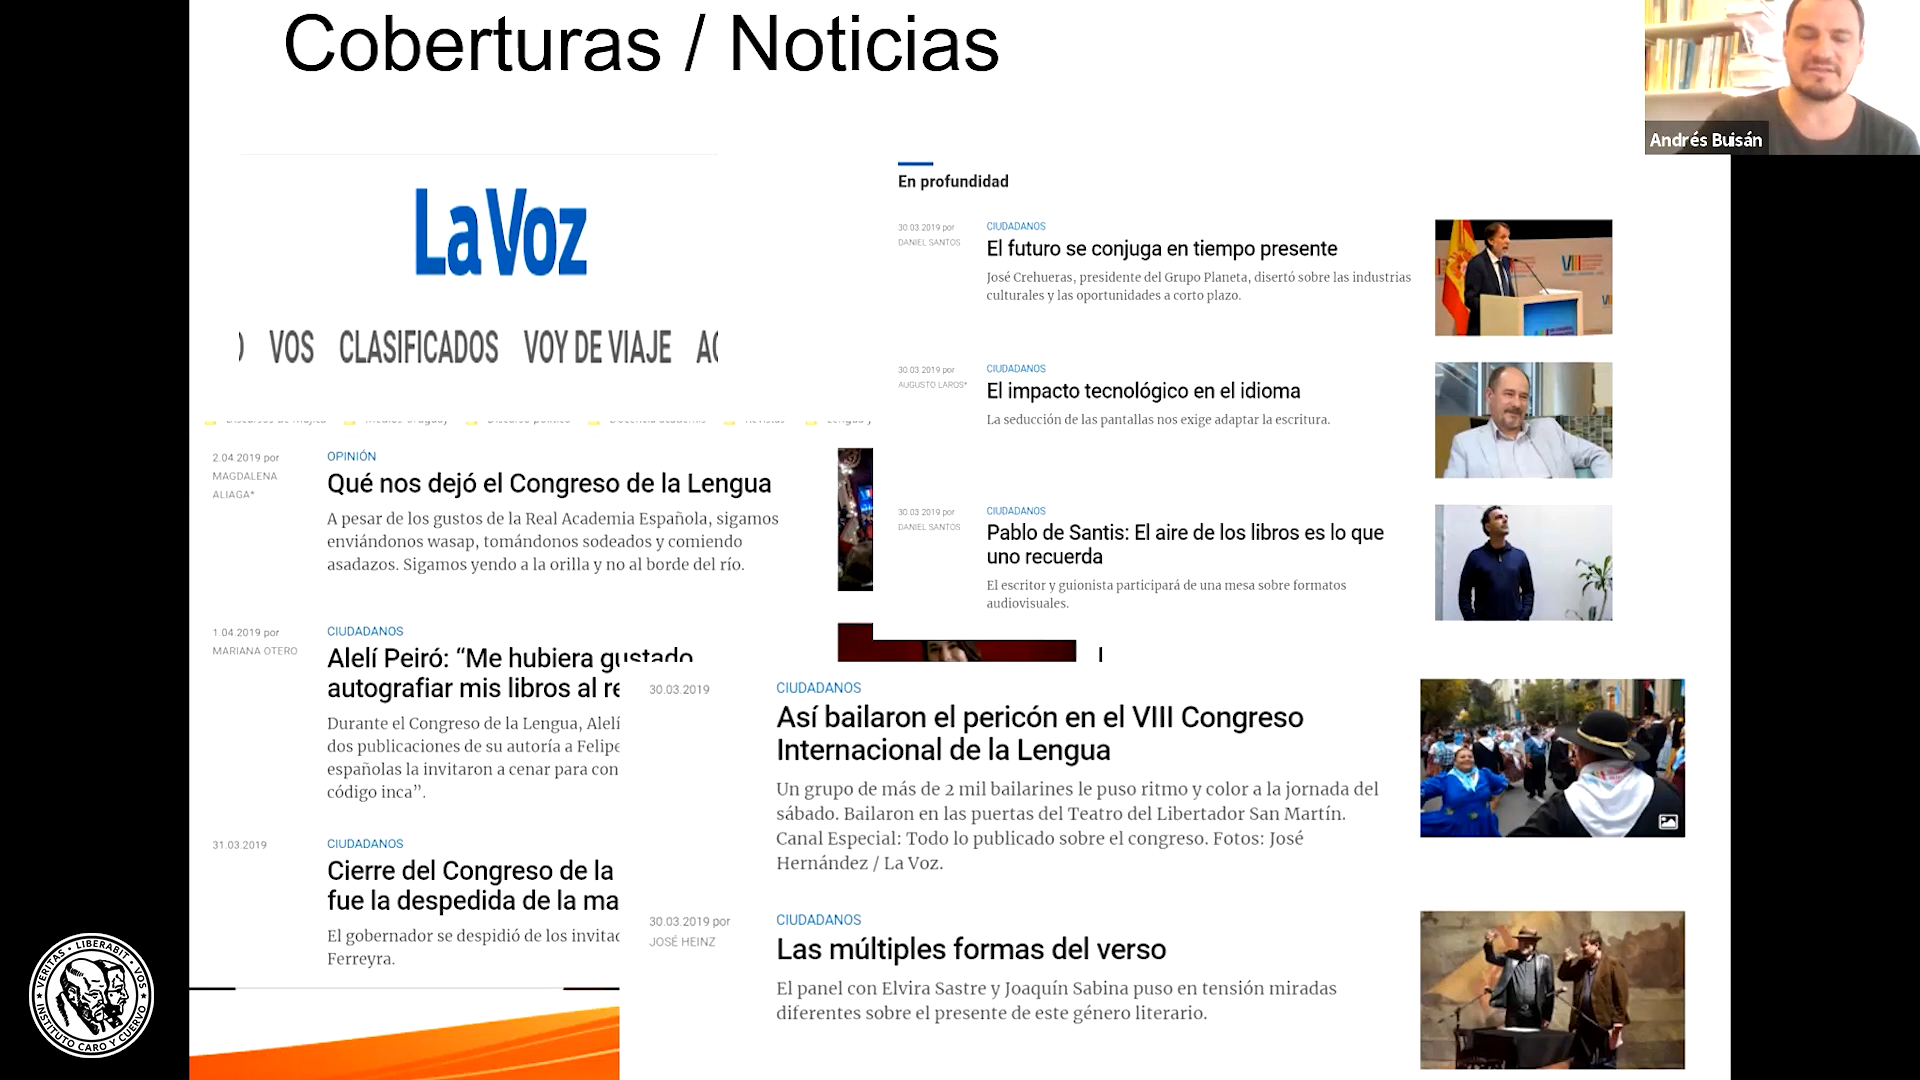 Coberturas / Noticias
Andrés Buisán
La Voz
VOS CLASIFICADOS VOY DE VIAJE
2.04.2019 por
MAGDALENA
ALIAGA*
OPINIÓN
Qué nos dejó el Congreso de la Lengua
A pesar de los gustos de la Real Academia Española, sigamos
enviándonos wasap, tomándonos sodeados y comiendo
asadazos. Sigamos yendo a la orilla y no al borde del río.
1.04.2019 por
MARIANA OTERO
CIUDADANOS
Alelí Peiró: “Me hubiera gustado
autografiar mis libros al re
Durante el Congreso de la Lengua, Alelí
dos publicaciones de su autoría a Felipe
españolas la invitaron a cenar para con
código inca”.
31.03.2019
CIUDADANOS
Cierre del Congreso de la
fue la despedida de la ma
El gobernador se despidió de los invitad
Ferreyra.
En profundidad
30.03.2019 por
DANIEL SANTOS
CIUDADANOS
El futuro se conjuga en tiempo presente
José Crehueras, presidente del Grupo Planeta, disertó sobre las industrias
culturales y las oportunidades a corto plazo.
VIII
30.03.2019 por
AUGUSTO LAROS*
CIUDADANOS
El impacto tecnológico en el idioma
La seducción de las pantallas nos exige adaptar la escritura.
30.03.2019 por
DANIEL SANTOS
CIUDADANOS
Pablo de Santis: El aire de los libros es lo que
uno recuerda
El escritor y guionista participará de una mesa sobre formatos
audiovisuales.
30.03.2019
CIUDADANOS
Así bailaron el pericón en el VIII Congreso
Internacional de la Lengua
Un grupo de más de 2 mil bailarines le puso ritmo y color a la jornada del
sábado. Bailaron en las puertas del Teatro del Libertador San Martín.
Canal Especial: Todo lo publicado sobre el congreso. Fotos: José
Hernández / La Voz.
30.03.2019 por
JOSÉ HEINZ
CIUDADANOS
Las múltiples formas del verso
El panel con Elvira Sastre y Joaquín Sabina puso en tensión miradas
diferentes sobre el presente de este género literario.
VERITAS • LIBERABIT • VOS
INSTITUTO CARO Y CUERVO